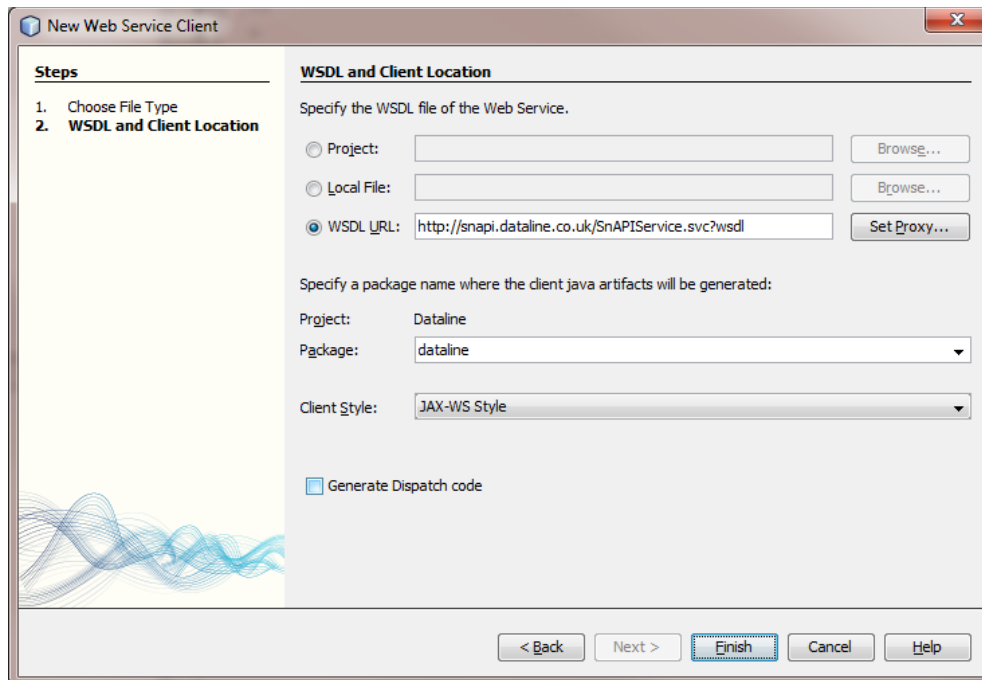 New Web Service Client
Steps
1. Choose File Type
2. WSDL and Client Location
WSDL and Client Location
Specify the WSDL file of the Web Service.
Project: Browse...
Local File: Browse...
WSDL URL: http://snapi.dataline.co.uk/SnAPIService.svc?wsdl Set Proxy...
Specify a package name where the client java artifacts will be generated:
Project: Dataline
Package: dataline
Client Style: JAX-WS Style
Generate Dispatch code
< Back Next > Finish Cancel Help